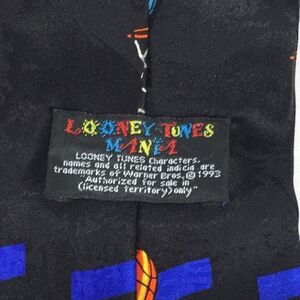 LOONEY TUNES
MANIA
LOONEY TUNES Characters,
names and all related indicia are
trademarks of Warner Bros. © 1993
"Authorized for sale in
(licensed territory) only"